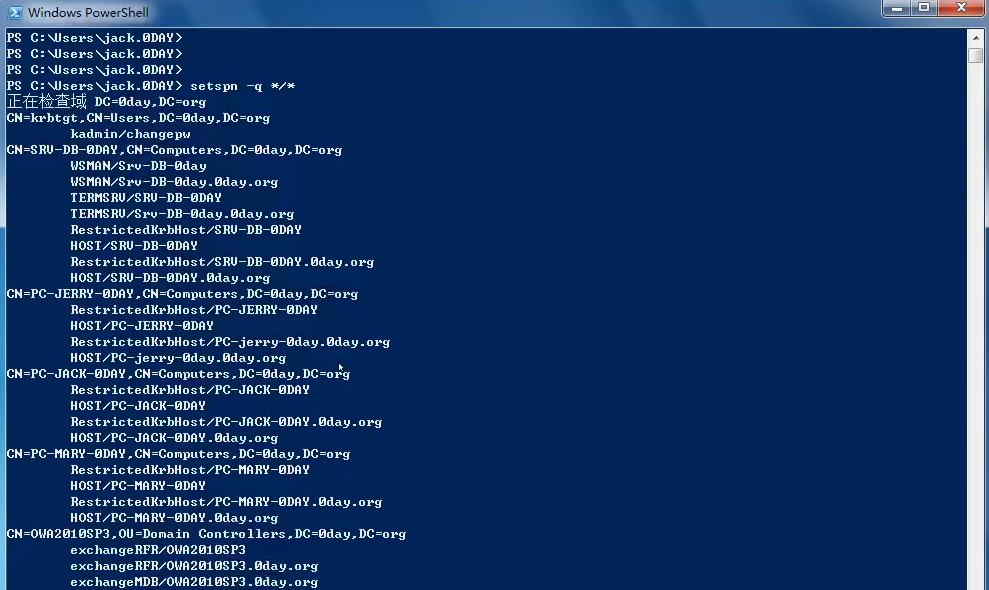 Windows PowerShell
PS C:\Users\jack.0DAY>
PS C:\Users\jack.0DAY>
PS C:\Users\jack.0DAY>
PS C:\Users\jack.0DAY> setspn -q */*
正在检查域 DC=0day,DC=org
CN=krbtgt,CN=Users,DC=0day,DC=org
kadmin/changepw
CN=SRV-DB-0DAY,CN=Computers,DC=0day,DC=org
WSMAN/Srv-DB-0day
WSMAN/Srv-DB-0day.0day.org
TERMSRV/SRV-DB-0DAY
TERMSRV/Srv-DB-0day.0day.org
RestrictedKrbHost/SRV-DB-0DAY
HOST/SRV-DB-0DAY
RestrictedKrbHost/SRV-DB-0DAY.0day.org
HOST/SRV-DB-0DAY.0day.org
CN=PC-JERRY-0DAY,CN=Computers,DC=0day,DC=org
RestrictedKrbHost/PC-JERRY-0DAY
HOST/PC-JERRY-0DAY
RestrictedKrbHost/PC-jerry-0day.0day.org
HOST/PC-jerry-0day.0day.org
CN=PC-JACK-0DAY,CN=Computers,DC=0day,DC=org
RestrictedKrbHost/PC-JACK-0DAY
HOST/PC-JACK-0DAY
RestrictedKrbHost/PC-JACK-0DAY.0day.org
HOST/PC-JACK-0DAY.0day.org
CN=PC-MARY-0DAY,CN=Computers,DC=0day,DC=org
RestrictedKrbHost/PC-MARY-0DAY
HOST/PC-MARY-0DAY
RestrictedKrbHost/PC-MARY-0DAY.0day.org
HOST/PC-MARY-0DAY.0day.org
CN=OWA2010SP3,OU=Domain Controllers,DC=0day,DC=org
exchangeRFR/OWA2010SP3
exchangeRFR/OWA2010SP3.0day.org
exchangeMDB/OWA2010SP3.0day.org